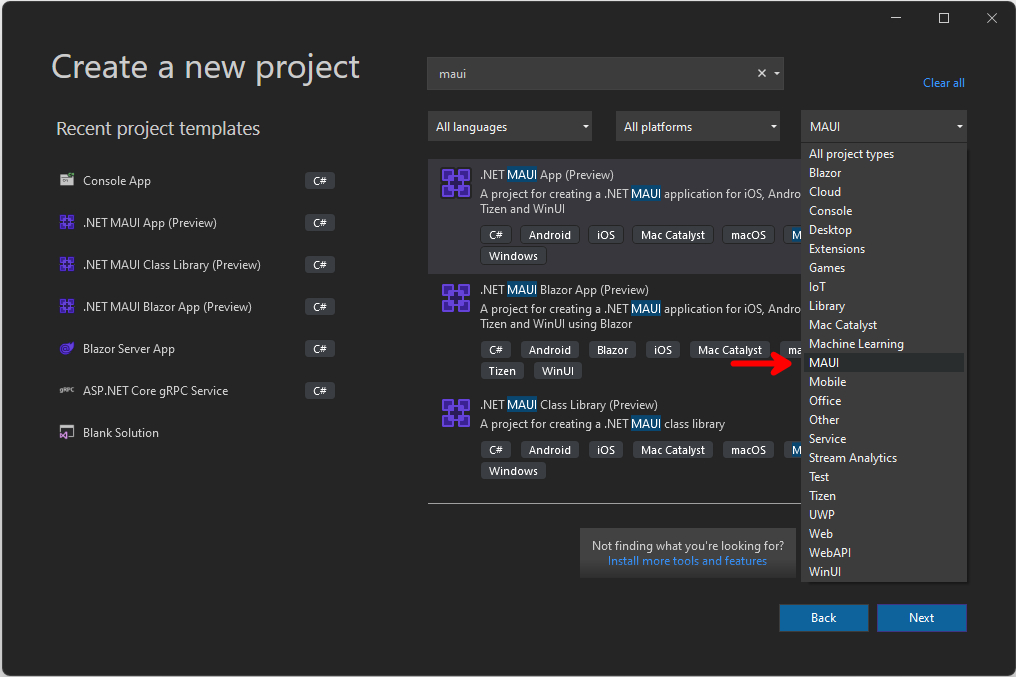 Create a new project
maui
Clear all
Recent project templates
All languages
All platforms
MAUI
Console App C#
.NET MAUI App (Preview) C#
.NET MAUI Class Library (Preview) C#
.NET MAUI Blazor App (Preview) C#
Blazor Server App C#
gRPC ASP.NET Core gRPC Service C#
Blank Solution
.NET MAUI App (Preview)
A project for creating a .NET MAUI application for iOS, Andro
Tizen and WinUI
C# Android iOS Mac Catalyst macOS M
Windows
.NET MAUI Blazor App (Preview)
A project for creating a .NET MAUI application for iOS, Andro
Tizen and WinUI using Blazor
C# Android Blazor iOS Mac Catalyst ma
Tizen WinUI
.NET MAUI Class Library (Preview)
A project for creating a .NET MAUI class library
C# Android iOS Mac Catalyst macOS M
Windows
Not finding what you're looking for?
Install more tools and features
All project types
Blazor
Cloud
Console
Desktop
Extensions
Games
IoT
Library
Mac Catalyst
Machine Learning
MAUI
Mobile
Office
Other
Service
Stream Analytics
Test
Tizen
UWP
Web
WebAPI
WinUI
Back
Next